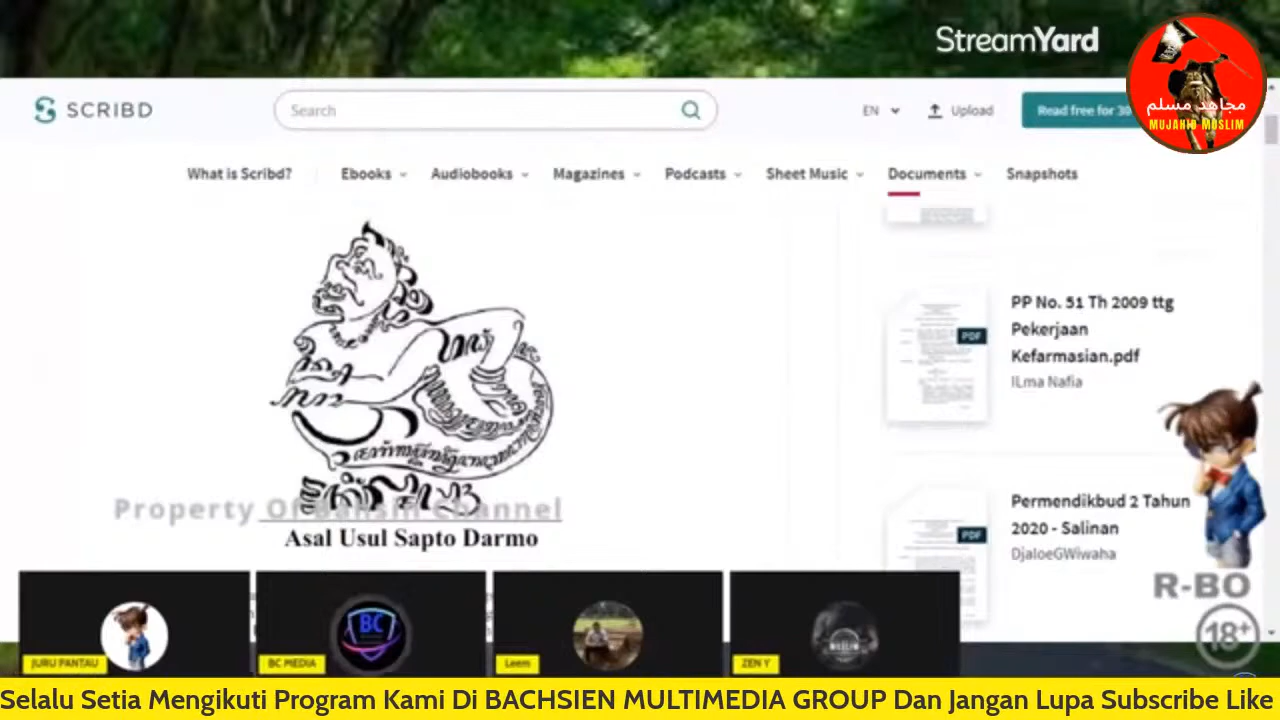 StreamYard
مجاهد مسلم
MUJAHID MOSLIM
SCRIBD
Search
EN
Upload
Read free for 30
What is Scribd?
Ebooks
Audiobooks
Magazines
Podcasts
Sheet Music
Documents
Snapshots
PDF
PP No. 51 Th 2009 ttg
Pekerjaan
Kefarmasian.pdf
ILma Nafia
Property Of Channel
Asal Usul Sapto Darmo
PDF
Permendikbud 2 Tahun
2020 - Salinan
DjaloeGWiwaha
R-BO
18+
BC
MOSLIM
JURU PANTAU
BC MEDIA
Leem
ZEN Y
Selalu Setia Mengikuti Program Kami Di BACHSIEN MULTIMEDIA GROUP Dan Jangan Lupa Subscribe Like